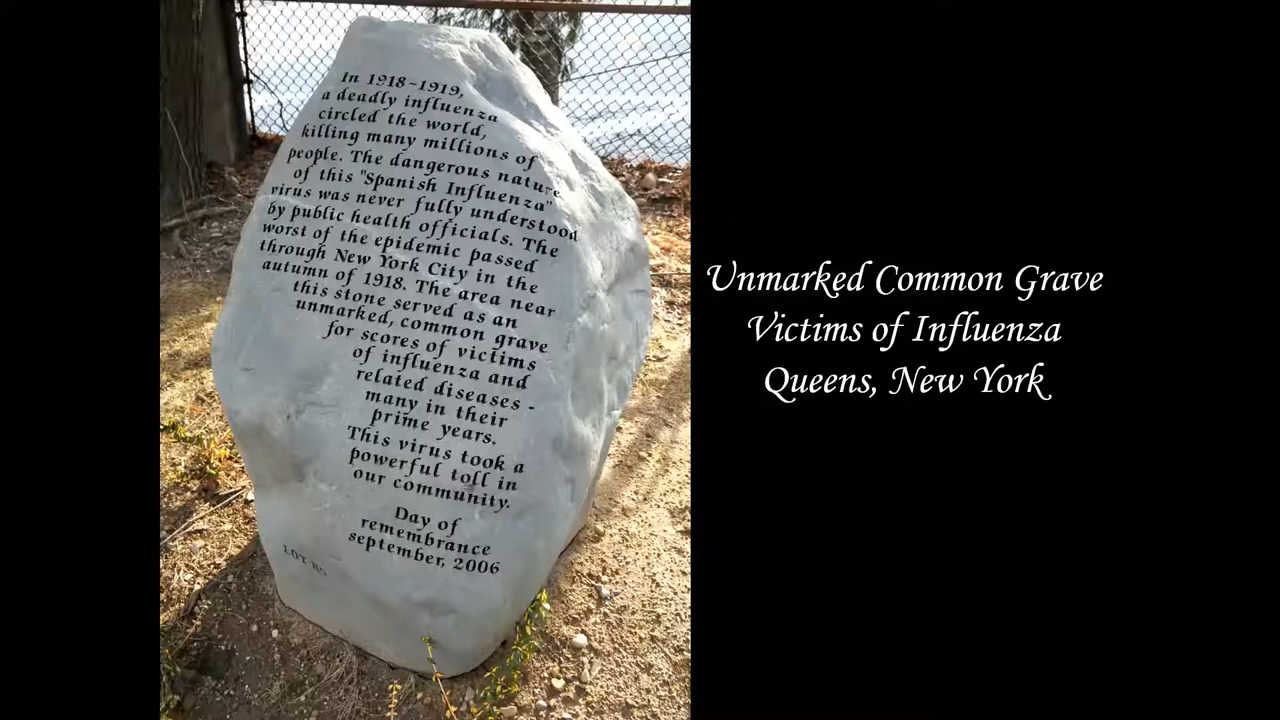 In 1918-1919,
a deadly influenza
circled the world,
killing many millions of
people. The dangerous nature
of this "Spanish Influenza"
virus was never fully understood
by public health officials. The
worst of the epidemic passed
through New York City in the
autumn of 1918. The area near
this stone served as an
unmarked, common grave
for scores of victims
of influenza and
related diseases -
many in their
prime years.
This virus took a
powerful toll in
our community.
Day of
remembrance
september, 2006
LOT
Unmarked Common Grave
Victims of Influenza
Queens, New York